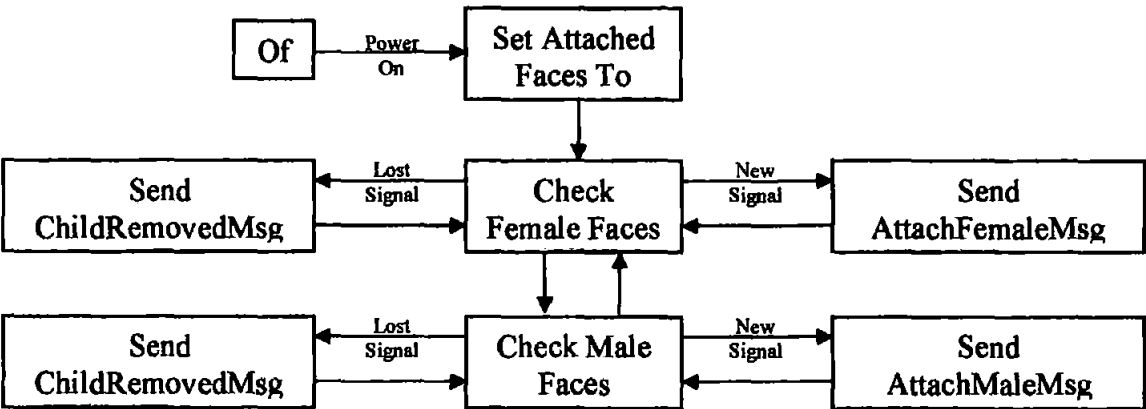 Of
Power
On
Set Attached
Faces To
Send
ChildRemovedMsg
Lost
Signal
Check
Female Faces
New
Signal
Send
AttachFemaleMsg
Send
ChildRemovedMsg
Lost
Signal
Check Male
Faces
New
Signal
Send
AttachMaleMsg